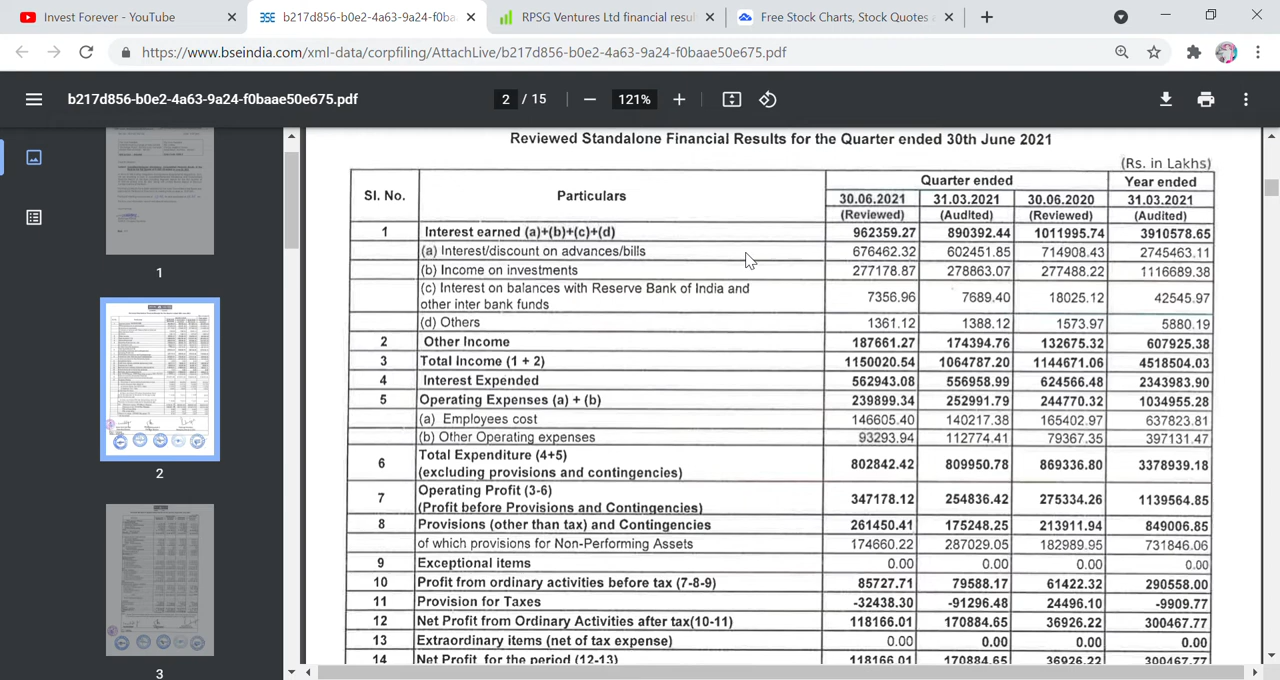 Invest Forever - YouTube
b217d856-b0e2-4a63-9a24-f0ba
RPSG Ventures Ltd financial resul
Free Stock Charts, Stock Quotes a
https://www.bseindia.com/xml-data/corpfiling/AttachLive/b217d856-b0e2-4a63-9a24-f0baae50e675.pdf
b217d856-b0e2-4a63-9a24-f0baae50e675.pdf
2 / 15
121%
1
2
3
Reviewed Standalone Financial Results for the Quarter ended 30th June 2021
(Rs. in Lakhs)
Sl. No. Particulars Quarter ended Year ended
30.06.2021 31.03.2021 30.06.2020 31.03.2021
(Reviewed) (Audited) (Reviewed) (Audited)
1 Interest earned (a)+(b)+(c)+(d) 962359.27 890392.44 1011995.74 3910578.65
(a) Interest/discount on advances/bills 676462.32 602451.85 714908.43 2745463.11
(b) Income on investments 277178.87 278863.07 277488.22 1116689.38
(c) Interest on balances with Reserve Bank of India and
other inter bank funds 7356.96 7689.40 18025.12 42545.97
(d) Others 1361.12 1388.12 1573.97 5880.19
2 Other Income 187661.27 174394.76 132675.32 607925.38
3 Total Income (1 + 2) 1150020.54 1064787.20 1144671.06 4518504.03
4 Interest Expended 562943.08 556958.99 624566.48 2343983.90
5 Operating Expenses (a) + (b) 239899.34 252991.79 244770.32 1034955.28
(a) Employees cost 146605.40 140217.38 165402.97 637823.81
(b) Other Operating expenses 93293.94 112774.41 79367.35 397131.47
6 Total Expenditure (4+5)
(excluding provisions and contingencies) 802842.42 809950.78 869336.80 3378939.18
7 Operating Profit (3-6)
(Profit before Provisions and Contingencies) 347178.12 254836.42 275334.26 1139564.85
8 Provisions (other than tax) and Contingencies 261450.41 175248.25 213911.94 849006.85
of which provisions for Non-Performing Assets 174660.22 287029.05 182989.95 731846.06
9 Exceptional items 0.00 0.00 0.00 0.00
10 Profit from ordinary activities before tax (7-8-9) 85727.71 79588.17 61422.32 290558.00
11 Provision for Taxes -32438.30 -91296.48 24496.10 -9909.77
12 Net Profit from Ordinary Activities after tax(10-11) 118166.01 170884.65 36926.22 300467.77
13 Extraordinary items (net of tax expense) 0.00 0.00 0.00 0.00
14 Net Profit for the period (12-13) 118166.01 170884.65 36926.22 300467.77